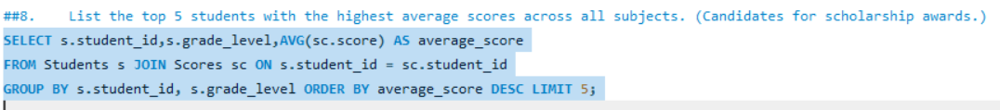 ##8.    List the top 5 students with the highest average scores across all subjects. (Candidates for scholarship awards.)
SELECT s.student_id,s.grade_level,AVG(sc.score) AS average_score
FROM Students s JOIN Scores sc ON s.student_id = sc.student_id
GROUP BY s.student_id, s.grade_level ORDER BY average_score DESC LIMIT 5;